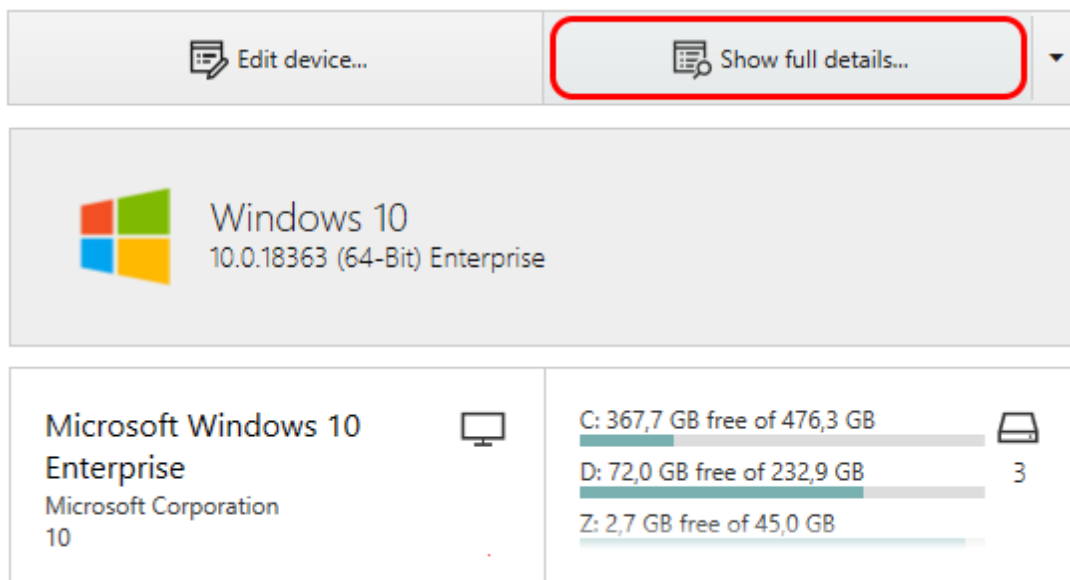 Edit device...
Show full details...
Windows 10
10.0.18363 (64-Bit) Enterprise
Microsoft Windows 10
Enterprise
Microsoft Corporation
10
C: 367,7 GB free of 476,3 GB
D: 72,0 GB free of 232,9 GB
3
Z: 2,7 GB free of 45,0 GB